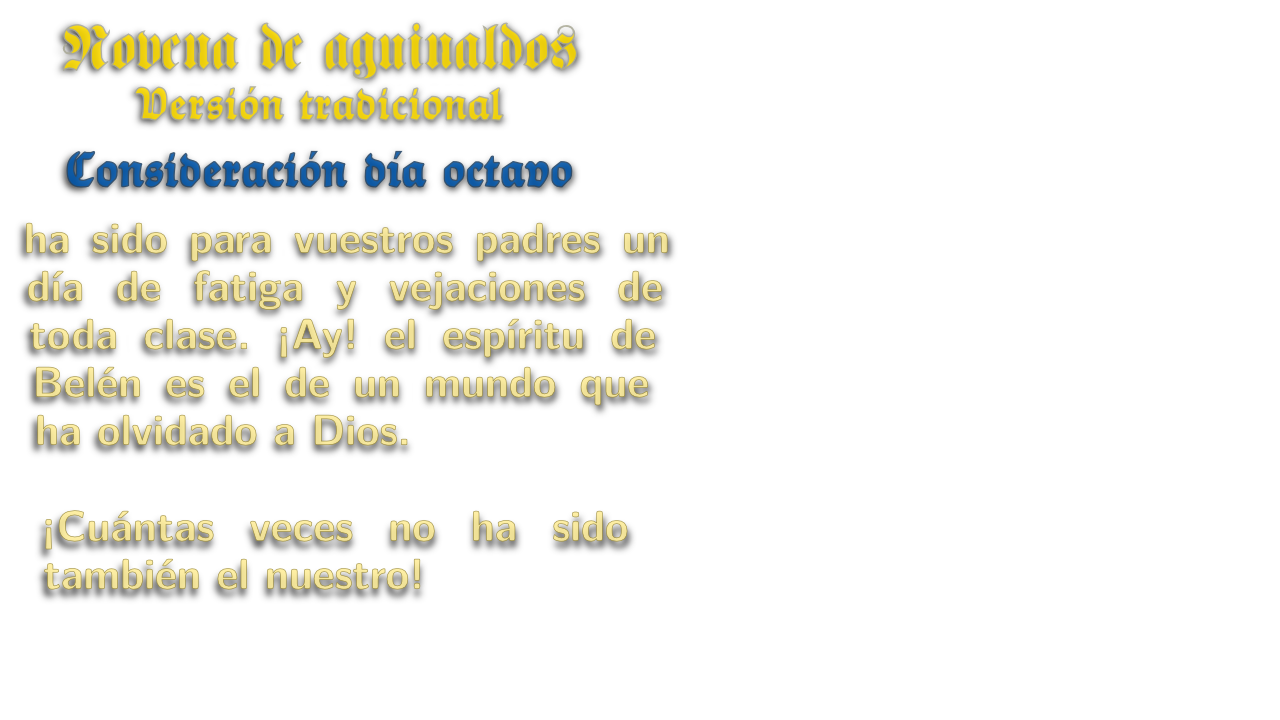 Novena de aguinaldos
Versión tradicional
Consideración día octavo
ha sido para vuestros padres un
día de fatiga y vejaciones de
toda clase. ¡Ay! el espíritu de
Belén es el de un mundo que
ha olvidado a Dios.
¡Cuántas veces no ha sido
también el nuestro!